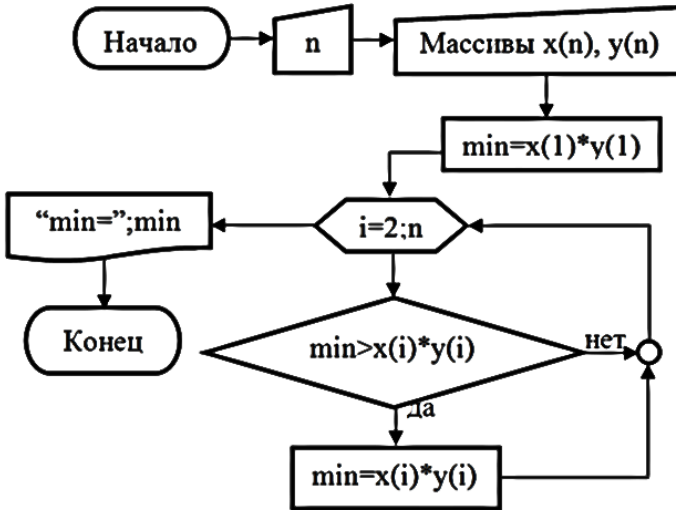 Начало
n
Массивы x(n), y(n)
min=x(1)*y(1)
“min=”;min
i=2;n
Конец
min>x(i)*y(i)
нет
да
min=x(i)*y(i)